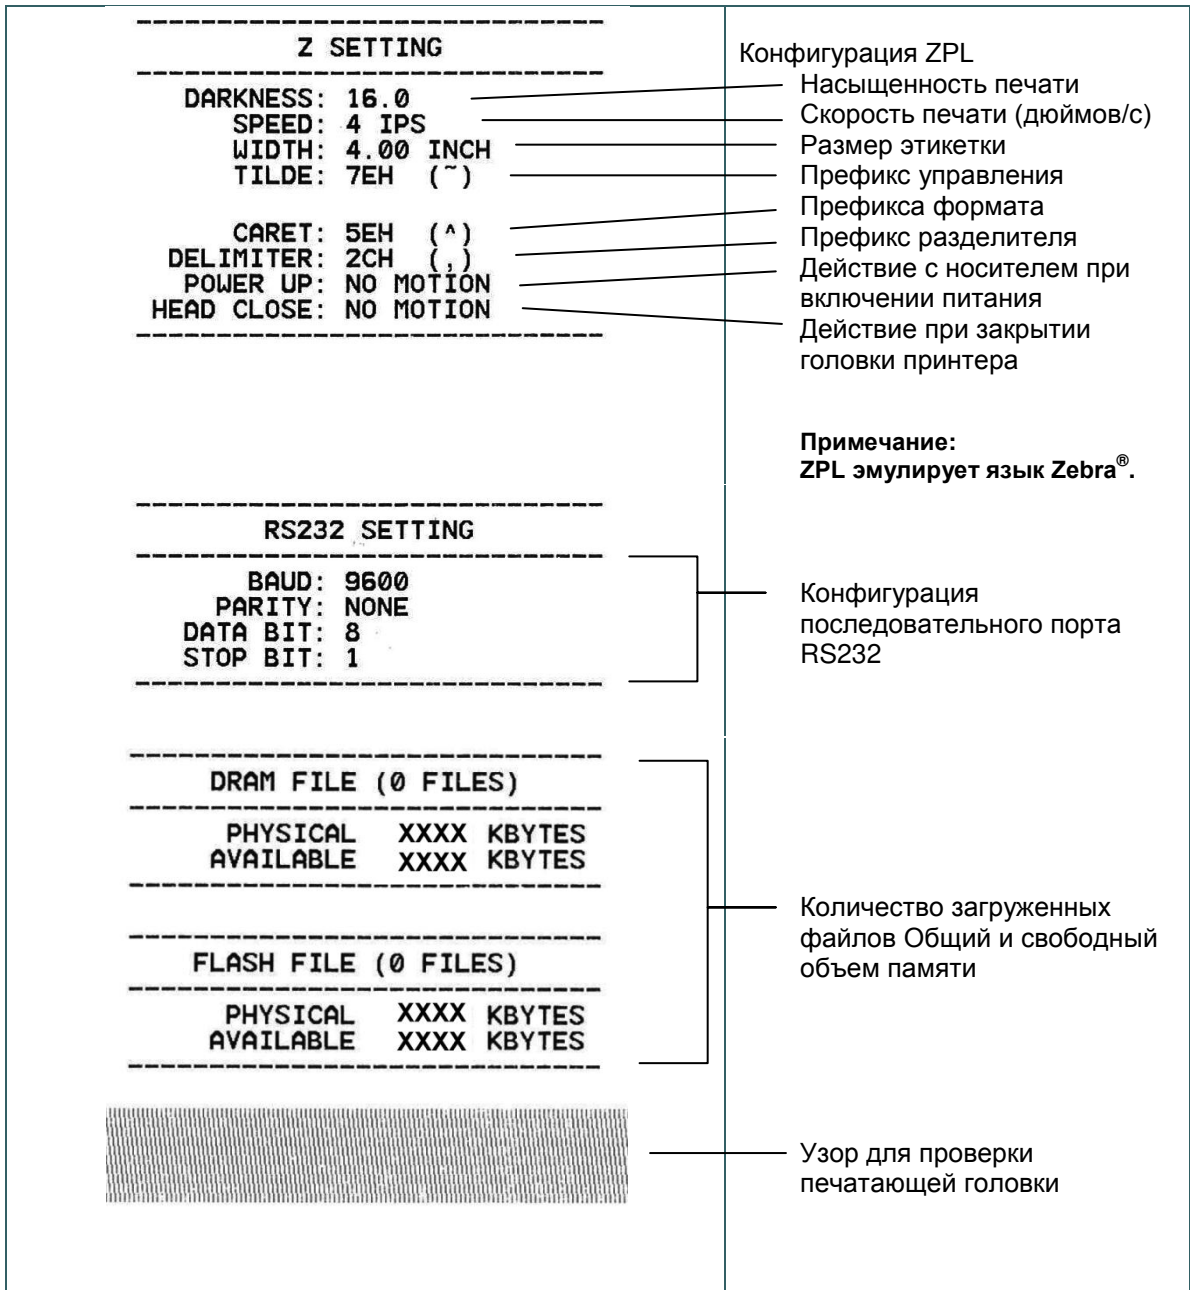 Z SETTING
DARKNESS: 16.0
SPEED: 4 IPS
WIDTH: 4.00 INCH
TILDE: 7EH (~)
CARET: 5EH (^)
DELIMITER: 2CH (,)
POWER UP: NO MOTION
HEAD CLOSE: NO MOTION
Конфигурация ZPL
Насыщенность печати
Скорость печати (дюймов/с)
Размер этикетки
Префикс управления
Префикса формата
Префикс разделителя
Действие с носителем при
включении питания
Действие при закрытии
головки принтера
Примечание:
ZPL эмулирует язык Zebra®.
RS232 SETTING
BAUD: 9600
PARITY: NONE
DATA BIT: 8
STOP BIT: 1
Конфигурация
последовательного порта
RS232
DRAM FILE (0 FILES)
PHYSICAL XXXX KBYTES
AVAILABLE XXXX KBYTES
FLASH FILE (0 FILES)
PHYSICAL XXXX KBYTES
AVAILABLE XXXX KBYTES
Количество загруженных
файлов Общий и свободный
объем памяти
Узор для проверки
печатающей головки